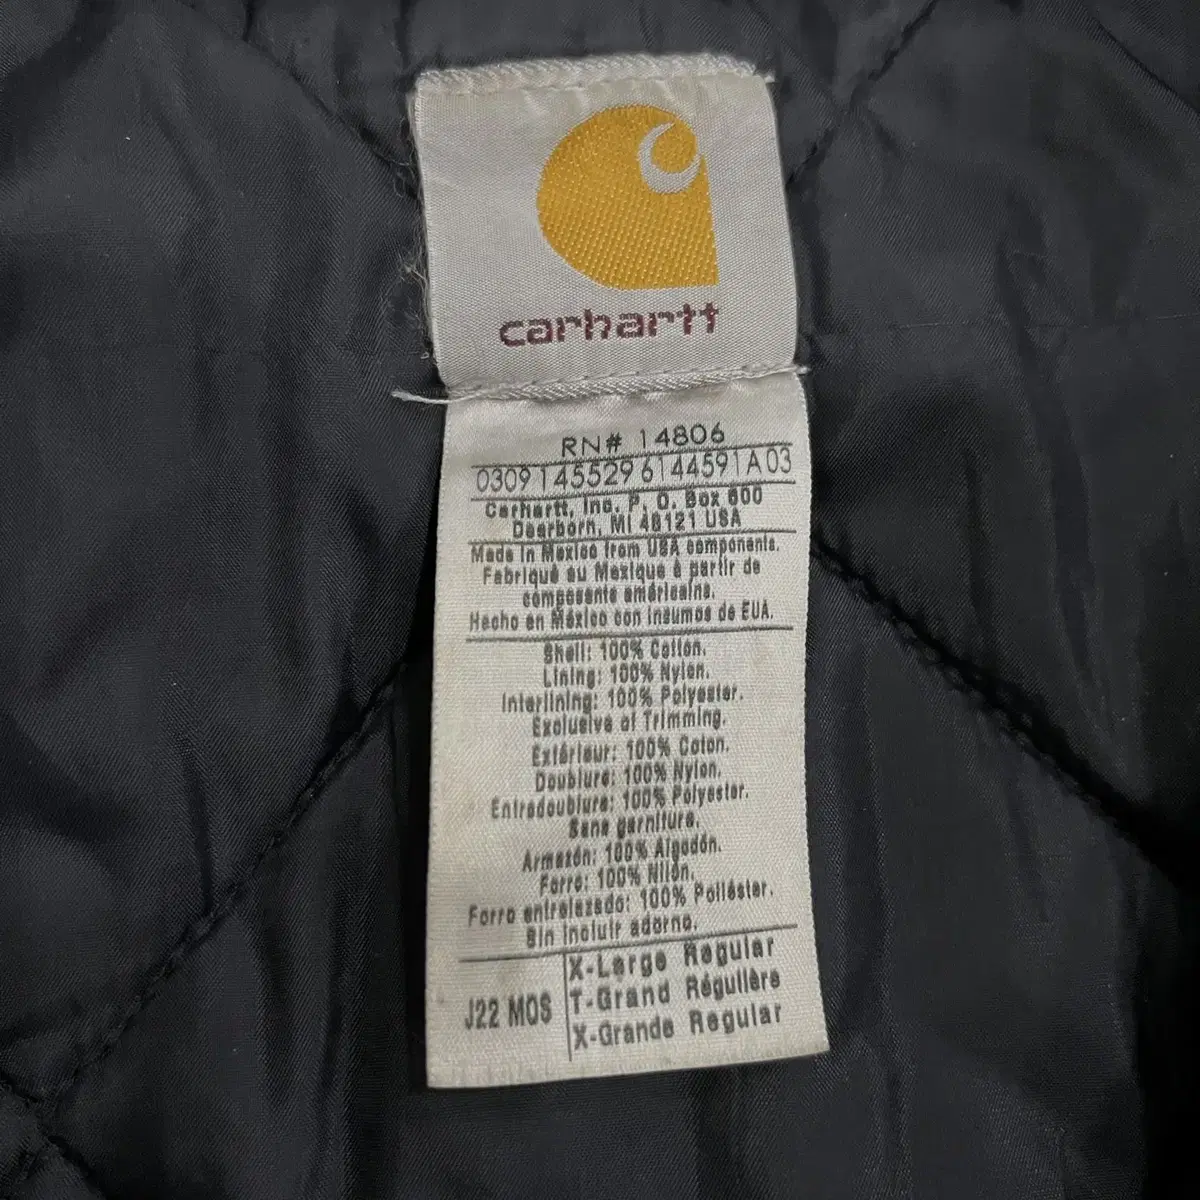 carhartt
RN# 14806
0309145529 6144591A03
Carhartt, Inc. P. O. Box 600
Dearborn, MI 48121 USA
Made in Mexico from USA components.
Fabriqué au Mexique à partir de
composants américains.
Hecho en México con insumos de EUA.
Shell: 100% Cotton.
Lining: 100% Nylon.
Interlining: 100% Polyester.
Exclusive of Trimming.
Extérieur: 100% Coton.
Doublure: 100% Nylon.
Entredoublure: 100% Polyester.
Sans garniture.
Armazón: 100% Algodón.
Forro: 100% Nilón.
Forro entrelazado: 100% Poliéster.
Sin incluir adorno.
J22 MOS
X-Large Regular
T-Grand Régulière
X-Grande Regular